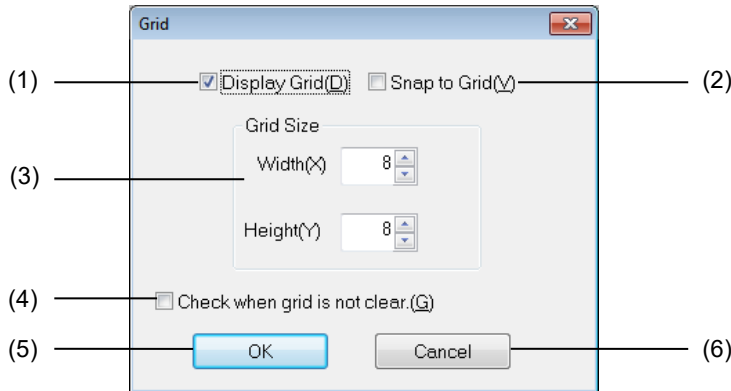 Grid
(1) Display Grid(D) Snap to Grid(V) (2)
Grid Size
(3) Width(X) 8
Height(Y) 8
(4) Check when grid is not clear.(G)
(5) OK Cancel (6)